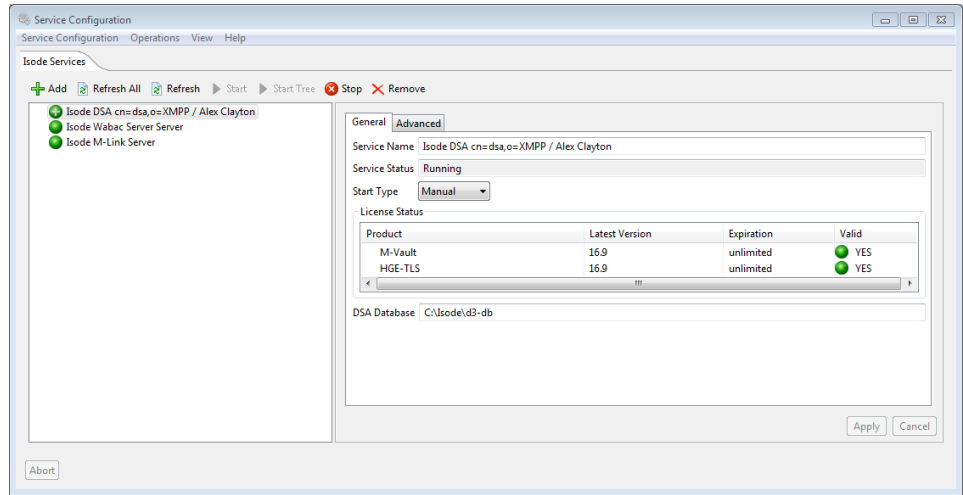 Service Configuration
Service Configuration Operations View Help
Isode Services
Add Refresh All Refresh Start Start Tree Stop Remove
Isode DSA cn=dsa,o=XMPP / Alex Clayton
Isode Wabac Server Server
Isode M-Link Server
General Advanced
Service Name Isode DSA cn=dsa,o=XMPP / Alex Clayton
Service Status Running
Start Type Manual
License Status
Product Latest Version Expiration Valid
M-Vault 16.9 unlimited YES
HGE-TLS 16.9 unlimited YES
DSA Database C:\Isode\d3-db
Apply Cancel
Abort